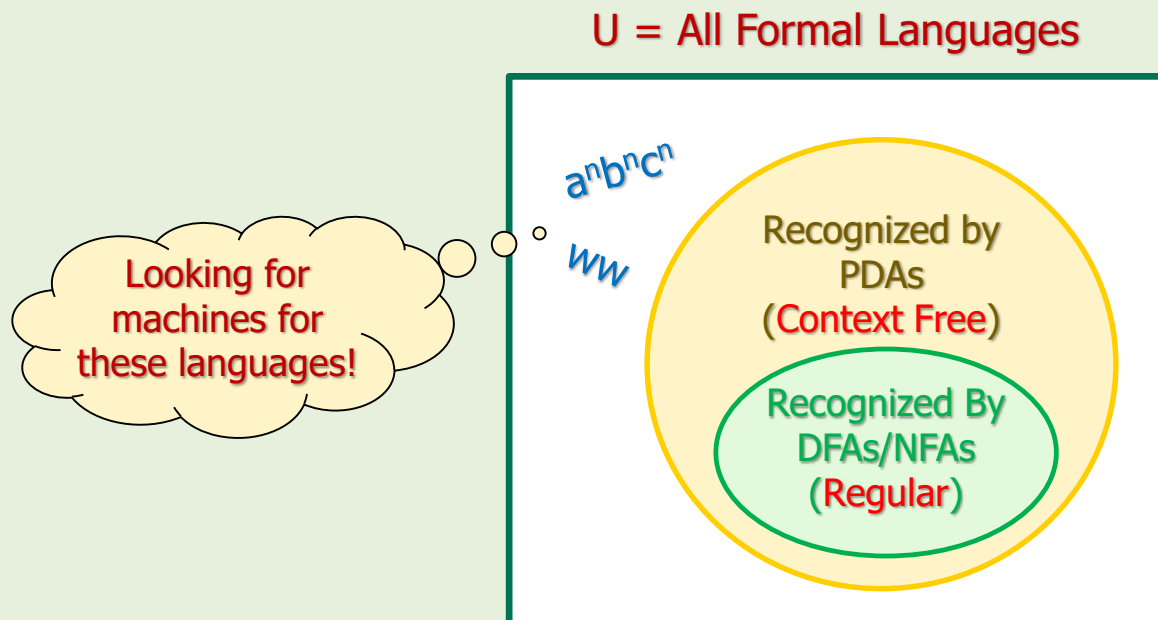 U = All Formal Languages
aⁿbⁿcⁿ
ww
Looking for
machines for
these languages!
Recognized by
PDAs
(Context Free)
Recognized By
DFAs/NFAs
(Regular)